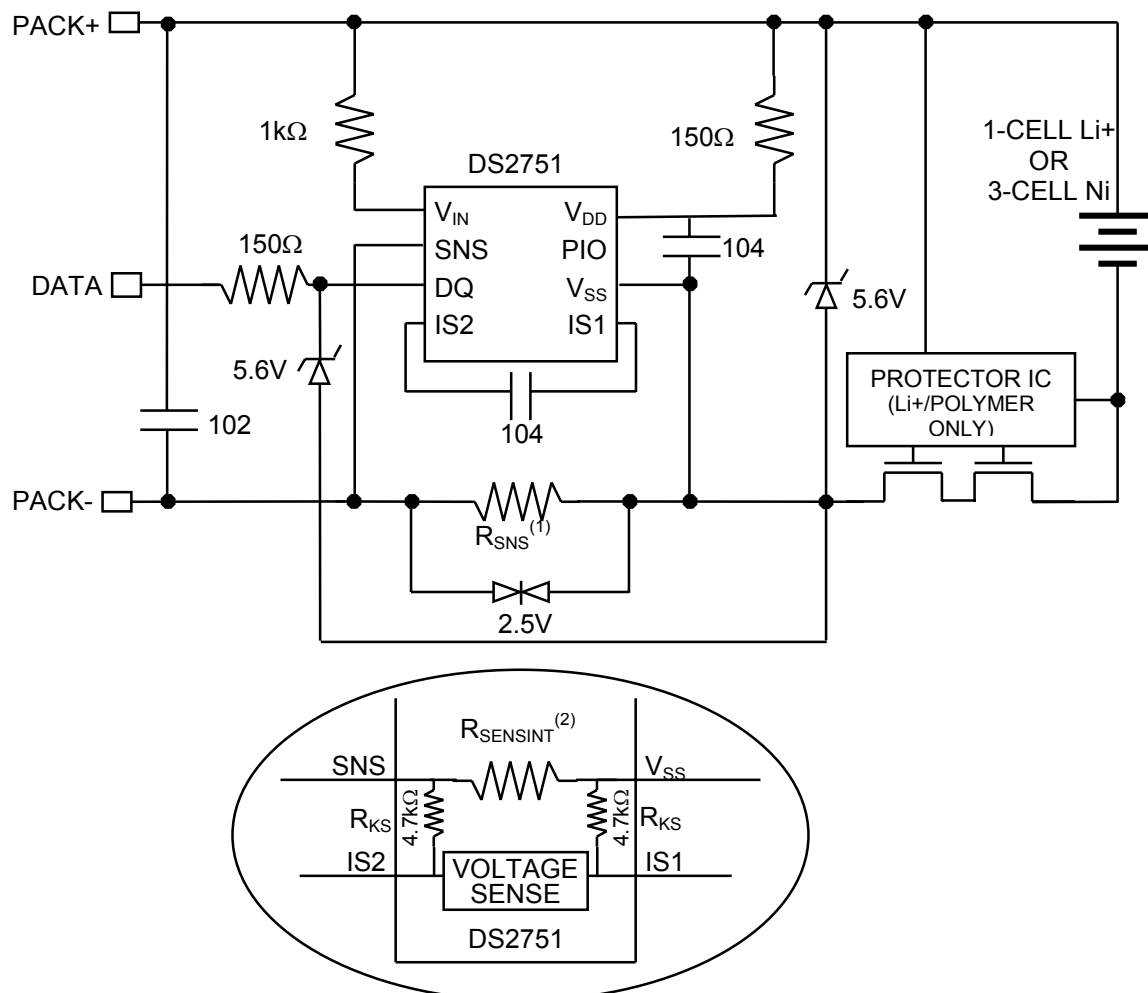 PACK+
1kΩ
150Ω
1-CELL Li+
OR
3-CELL Ni
DS2751
VIN
VDD
SNS
PIO
104
150Ω
DATA
DQ
VSS
5.6V
IS2
IS1
5.6V
PROTECTOR IC
(Li+/POLYMER
ONLY)
102
104
PACK-
RSNS(1)
2.5V
RSENSINT(2)
SNS
VSS
RKS
4.7kΩ
4.7kΩ
RKS
IS2
VOLTAGE
SENSE
IS1
DS2751